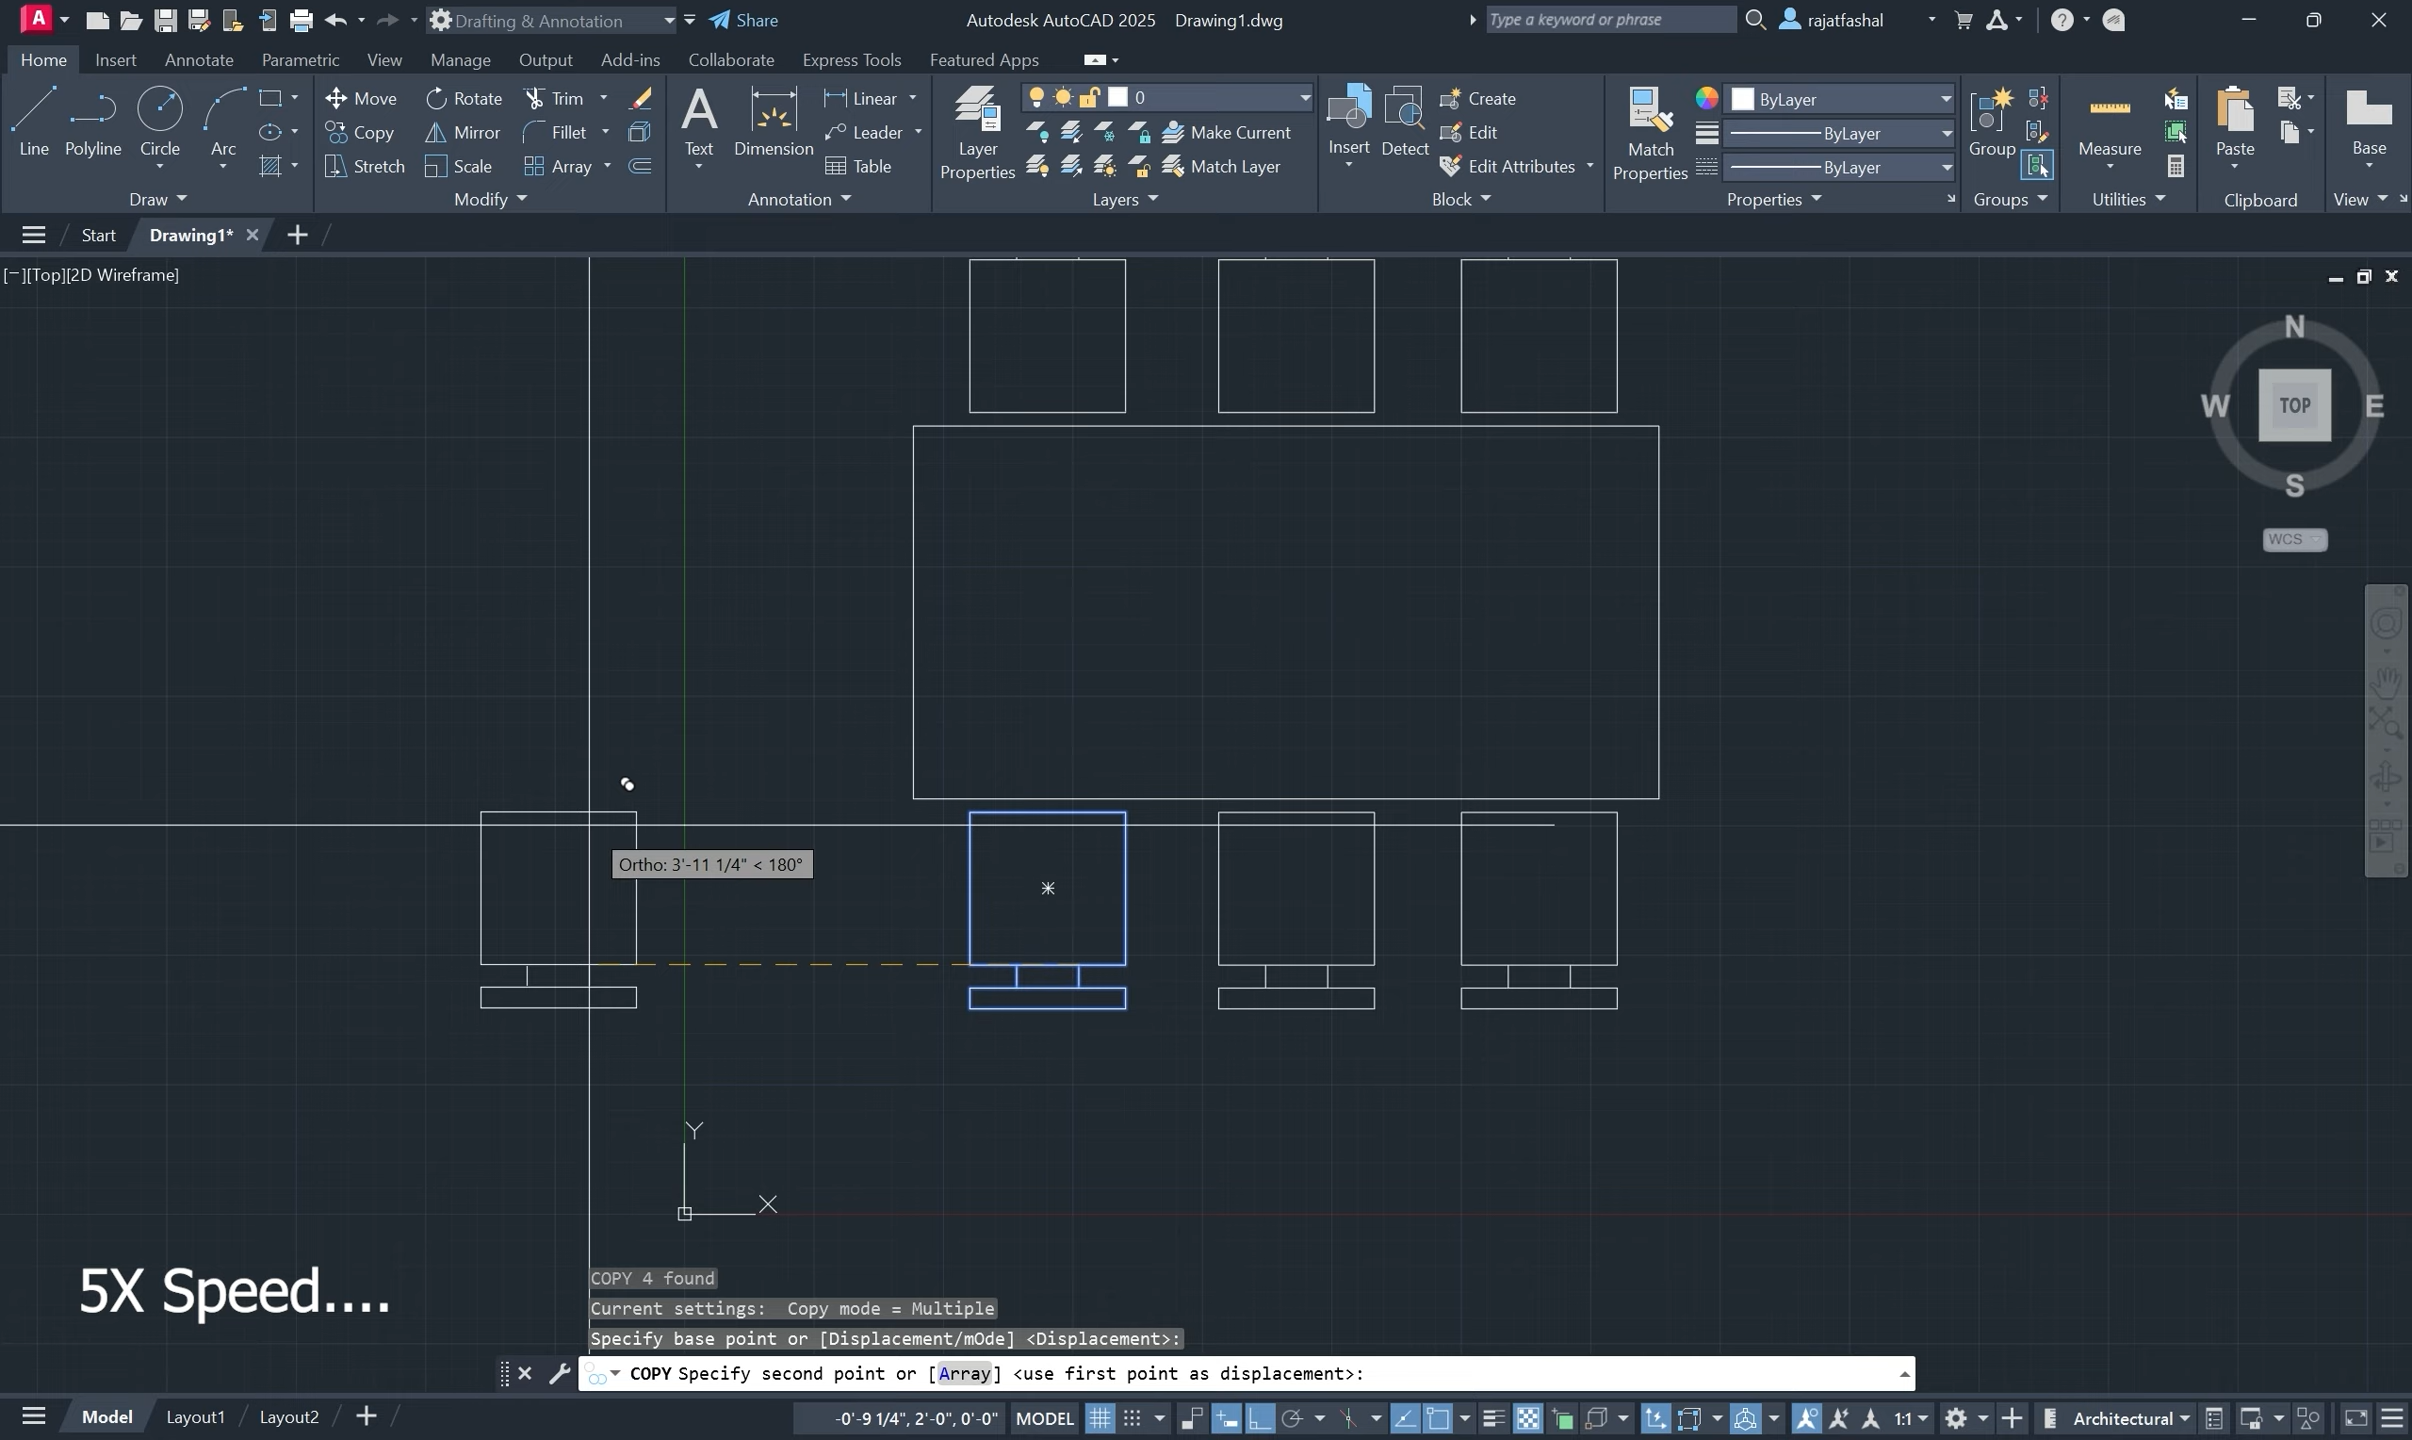 A Drafting & Annotation Share Autodesk AutoCAD 2025 Drawing1.dwg Type a keyword or phrase rajatfashal
Home Insert Annotate Parametric View Manage Output Add-ins Collaborate Express Tools Featured Apps
Line Polyline Circle Arc
Draw
Move Rotate Trim
Copy Mirror Fillet
Stretch Scale Array
Modify
Text Dimension
Linear
Leader
Table
Annotation
Layer Properties
0
Make Current
Match Layer
Layers
Insert Detect
Create
Edit
Edit Attributes
Block
Match Properties
ByLayer
ByLayer
ByLayer
Properties
Group
Groups
Measure
Utilities
Paste
Clipboard
Base
View
Start Drawing1*
[−][Top][2D Wireframe]
N
W TOP E
S
WCS
Ortho: 3'-11 1/4" < 180°
Y
X
5X Speed....
COPY 4 found
Current settings:  Copy mode = Multiple
Specify base point or [Displacement/mOde] <Displacement>:
COPY Specify second point or [Array] <use first point as displacement>:
Model Layout1 Layout2 -0'-9 1/4", 2'-0", 0'-0" MODEL 1:1 Architectural